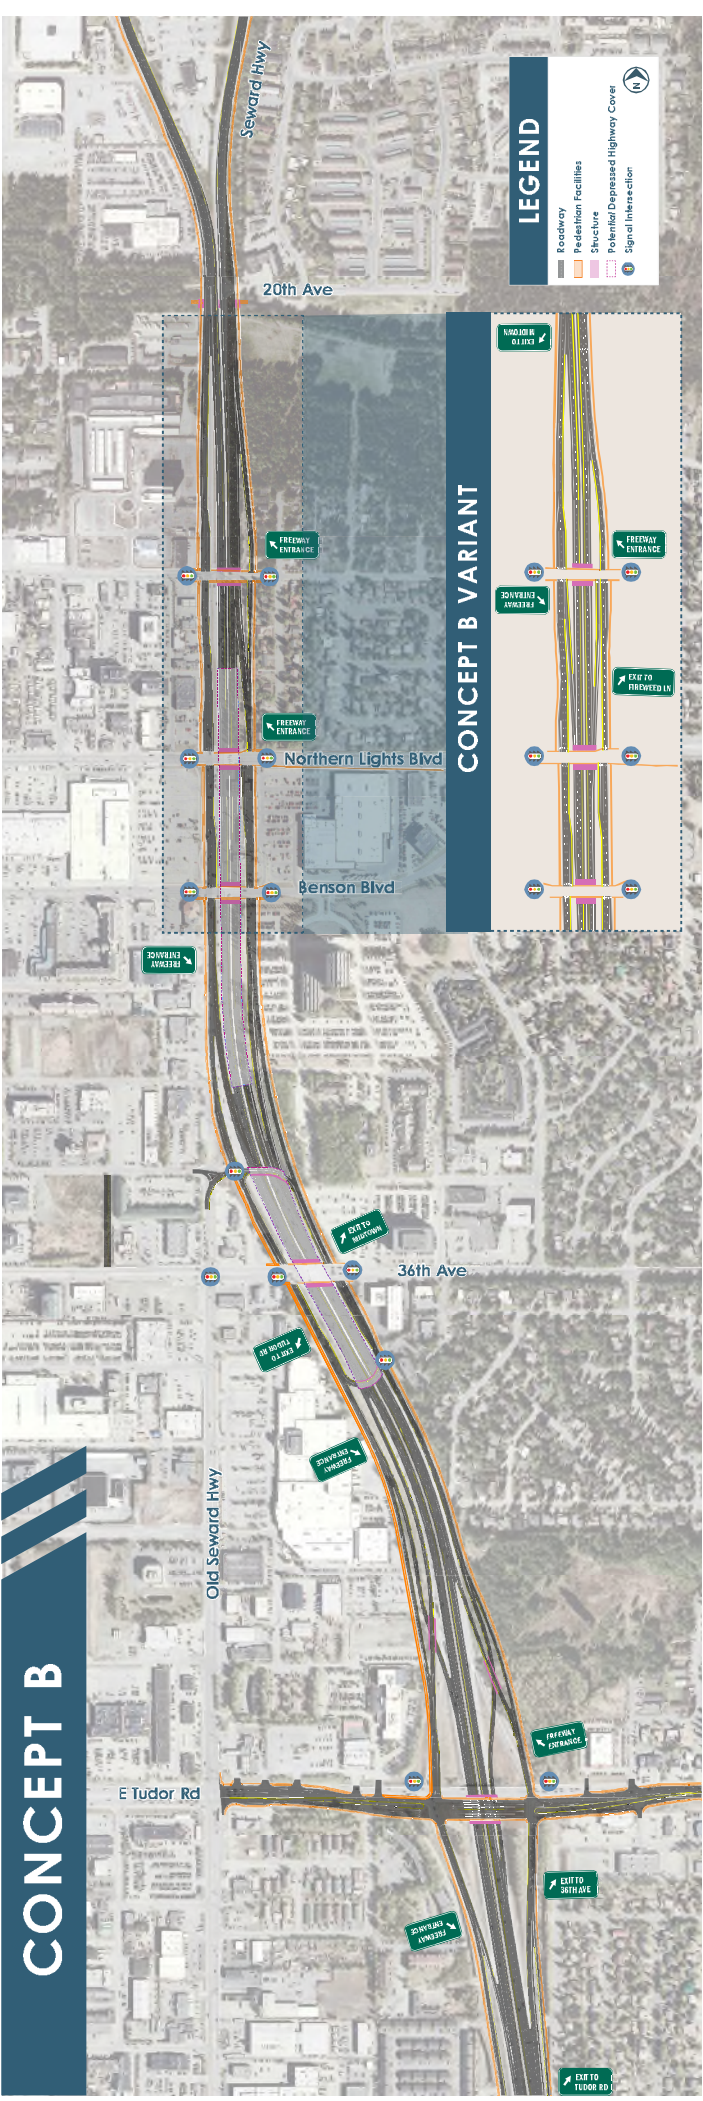 Seward Hwy
LEGEND
Roadway
Pedestrian Facilities
Structure
Potential Depressed Highway Cover
Signal Intersection
N
20th Ave
EXIT TO
MIDTOWN
CONCEPT B VARIANT
FREEWAY
ENTRANCE
FREEWAY
ENTRANCE
FREEWAY
ENTRANCE
EXIT TO
FIREWEED LN
FREEWAY
ENTRANCE
Northern Lights Blvd
Benson Blvd
FREEWAY
ENTRANCE
EXIT TO
MIDTOWN
36th Ave
EXIT TO
TUDOR RD
FREEWAY
ENTRANCE
Old Seward Hwy
CONCEPT B
FREEWAY
ENTRANCE
E Tudor Rd
EXIT TO
36TH AVE
FREEWAY
ENTRANCE
EXIT TO
TUDOR RD